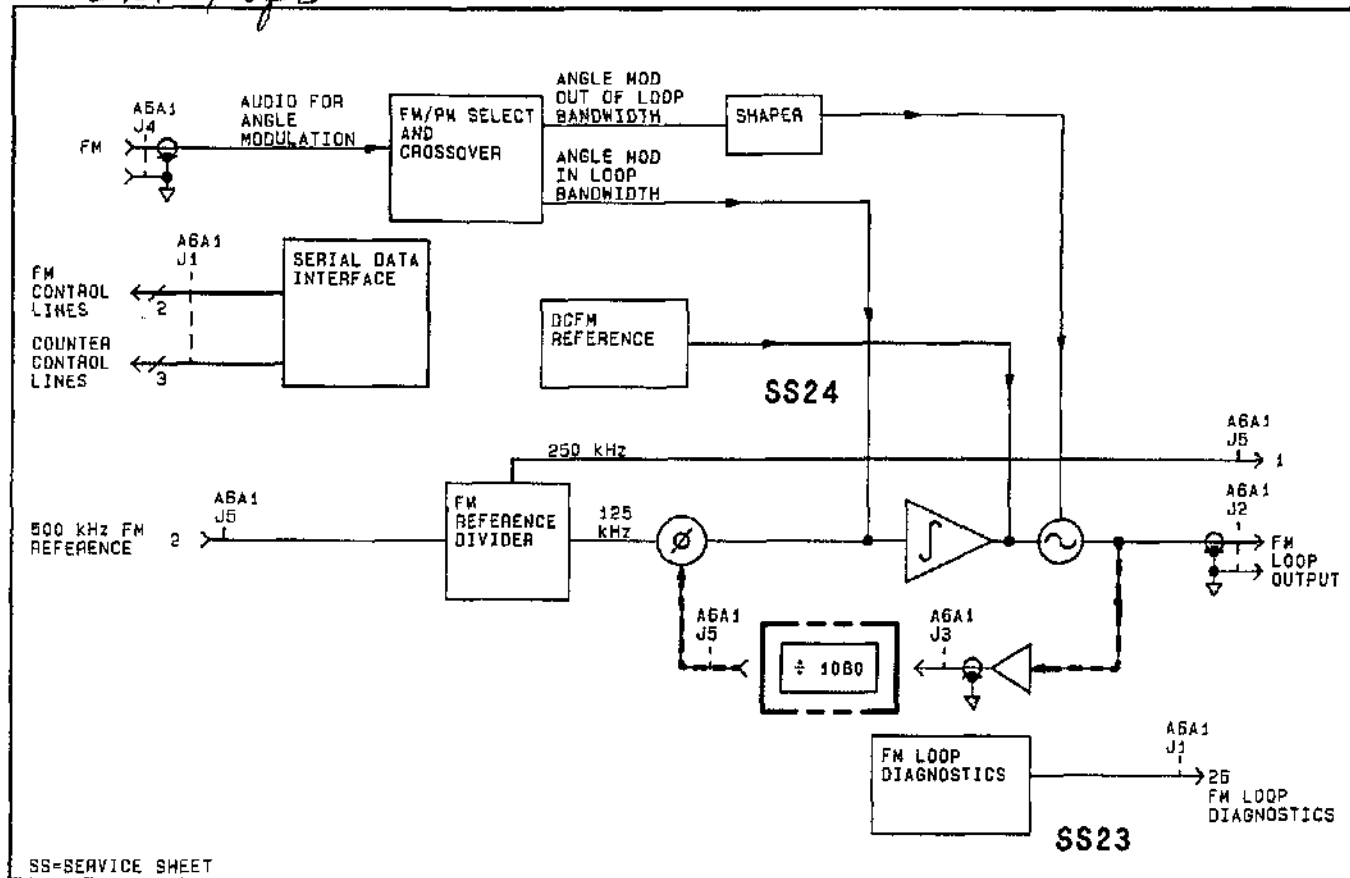 A6A1
J4
FM
AUDIO FOR
ANGLE
MODULATION
FM/PM SELECT
AND
CROSSOVER
ANGLE MOD
OUT OF LOOP
BANDWIDTH
SHAPER
ANGLE MOD
IN LOOP
BANDWIDTH
A6A1
J1
FM
CONTROL
LINES
2
COUNTER
CONTROL
LINES
3
SERIAL DATA
INTERFACE
DCFM
REFERENCE
SS24
250 kHz
A6A1
J5
1
500 kHz FM
REFERENCE
2
A6A1
J5
FM
REFERENCE
DIVIDER
125
kHz
A6A1
J2
FM
LOOP
OUTPUT
A6A1
J5
÷ 1080
A6A1
J3
FM LOOP
DIAGNOSTICS
A6A1
J1
25
FM LOOP
DIAGNOSTICS
SS23
SS=SERVICE SHEET